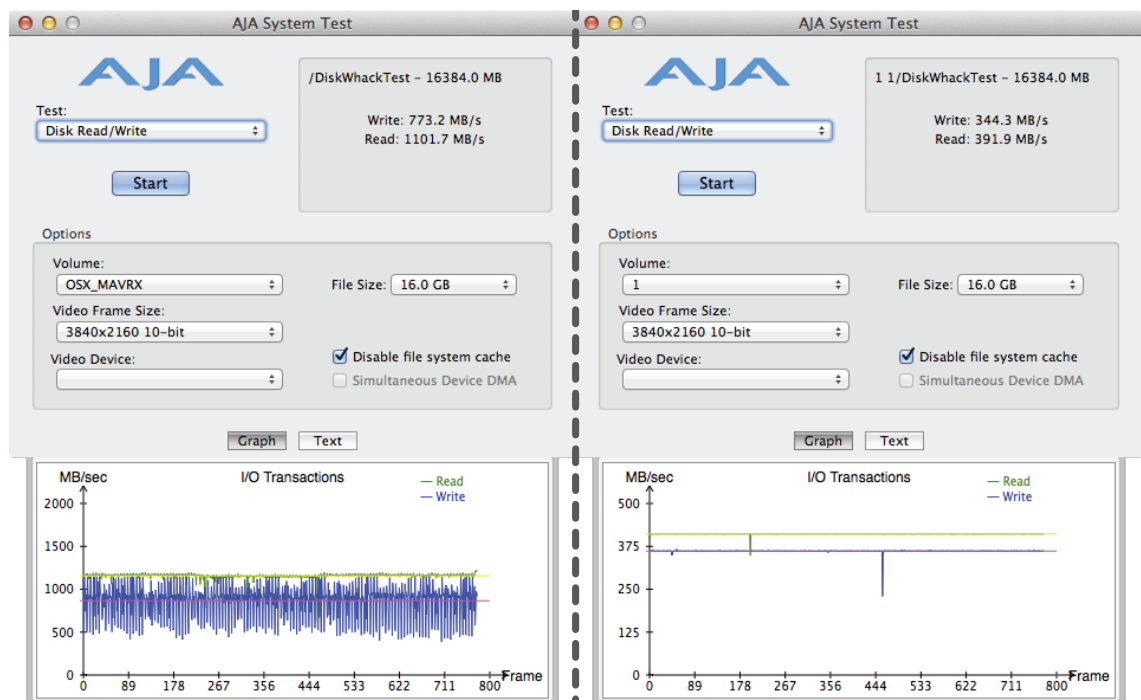 AJA System Test
AJA
/DiskWhackTest - 16384.0 MB
Test:
Disk Read/Write
Write: 773.2 MB/s
Read: 1101.7 MB/s
Start
Options
Volume:
OSX_MAVRX
File Size: 16.0 GB
Video Frame Size:
3840x2160 10-bit
Video Device:
Disable file system cache
Simultaneous Device DMA
Graph Text
MB/sec I/O Transactions
Read
Write
2000
1500
1000
500
0
0 89 178 267 356 444 533 622 711 800 Frame
AJA System Test
AJA
1 1/DiskWhackTest - 16384.0 MB
Test:
Disk Read/Write
Write: 344.3 MB/s
Read: 391.9 MB/s
Start
Options
Volume:
1
File Size: 16.0 GB
Video Frame Size:
3840x2160 10-bit
Video Device:
Disable file system cache
Simultaneous Device DMA
Graph Text
MB/sec I/O Transactions
Read
Write
500
375
250
125
0
0 89 178 267 356 444 533 622 711 800 Frame